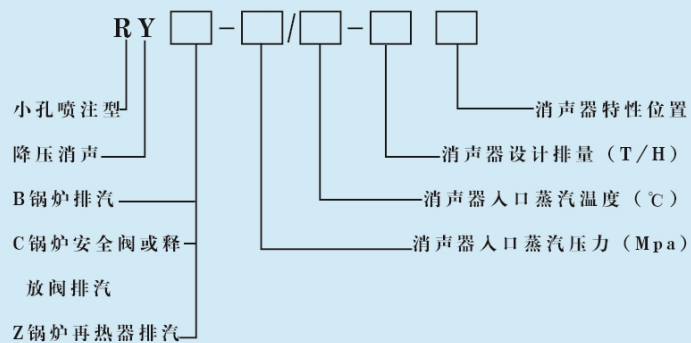 RY□-□/□-□ □
小孔喷注型
消声器特性位置
降压消声
消声器设计排量（T/H）
B锅炉排汽
消声器入口蒸汽温度（℃）
C锅炉安全阀或释
放阀排汽
消声器入口蒸汽压力（Mpa）
Z锅炉再热器排汽